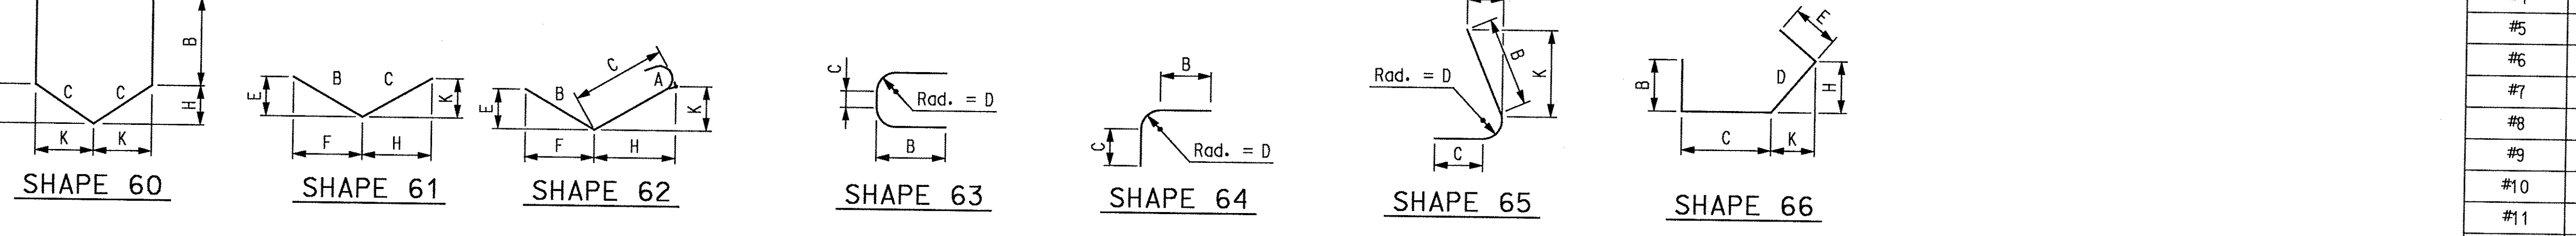 B
C
C
H
K
K
SHAPE 60
E
B
C
K
F
H
SHAPE 61
E
B
C
A
K
F
H
SHAPE 62
C
Rad. = D
B
SHAPE 63
B
C
Rad. = D
SHAPE 64
Rad. = D
B
K
C
SHAPE 65
E
B
D
H
C
K
SHAPE 66
#5
#6
#7
#8
#9
#10
#11